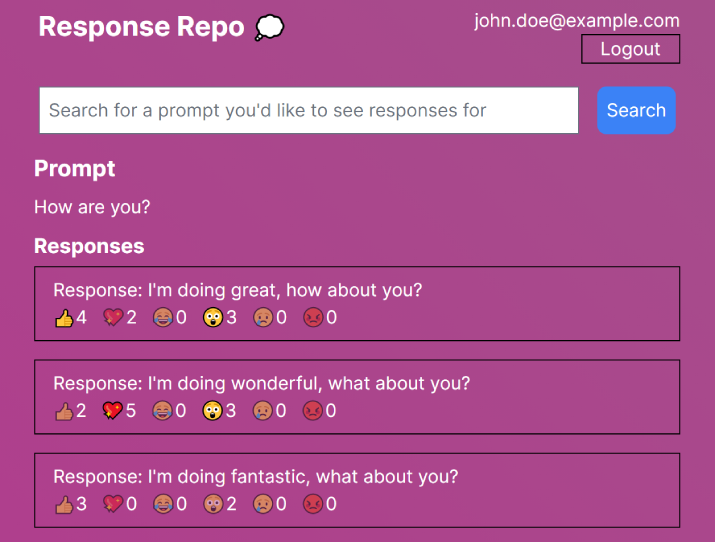 Response Repo 💭
john.doe@example.com
Logout
Search for a prompt you'd like to see responses for
Search
Prompt
How are you?
Responses
Response: I'm doing great, how about you?
👍4 💖2 😂0 😲3 😢0 😡0
Response: I'm doing wonderful, what about you?
👍2 💖5 😂0 😲3 😢0 😡0
Response: I'm doing fantastic, what about you?
👍3 💖0 😂0 😲2 😢0 😡0